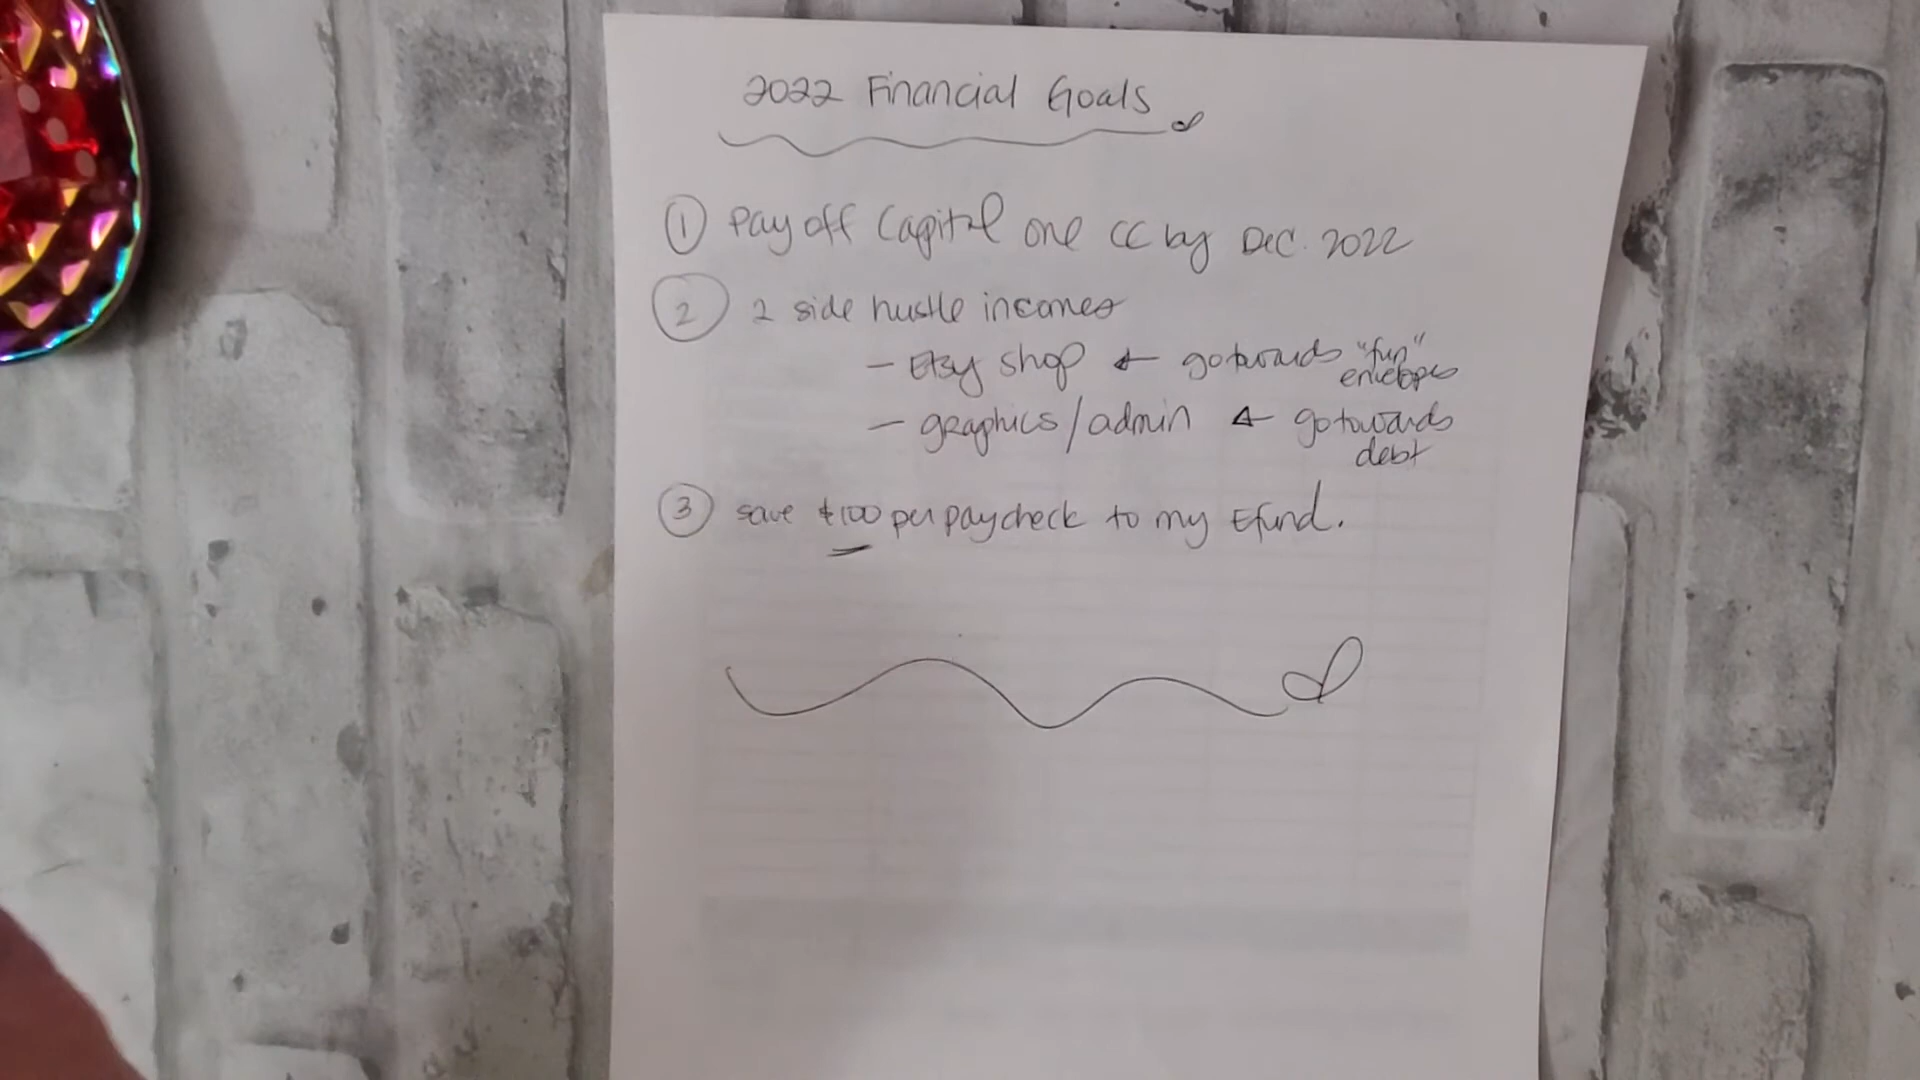 2022 Financial Goals
① Pay off Capital one CC by Dec. 2022
② 2 side hustle incomes
- Etsy shop ← go towards "fun" envelopes
- graphics/admin ← go towards debt
③ save $100 per paycheck to my Efund.